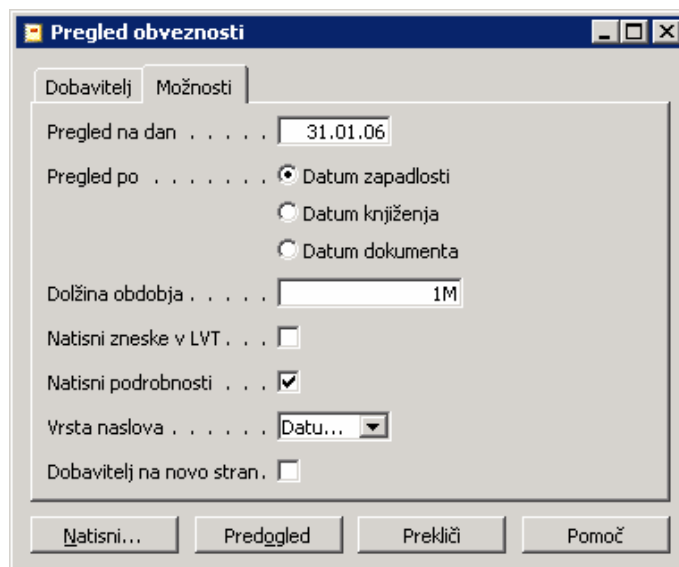 Pregled obveznosti
Dobavitelj Možnosti
Pregled na dan . . . . . 31.01.06
Pregled po . . . . . . . Datum zapadlosti
Datum knjiženja
Datum dokumenta
Dolžina obdobja . . . . . 1M
Natisni zneske v LVT . . .
Natisni podrobnosti . . .
Vrsta naslova . . . . . . Datu...
Dobavitelj na novo stran.
Natisni... Predogled Prekliči Pomoč